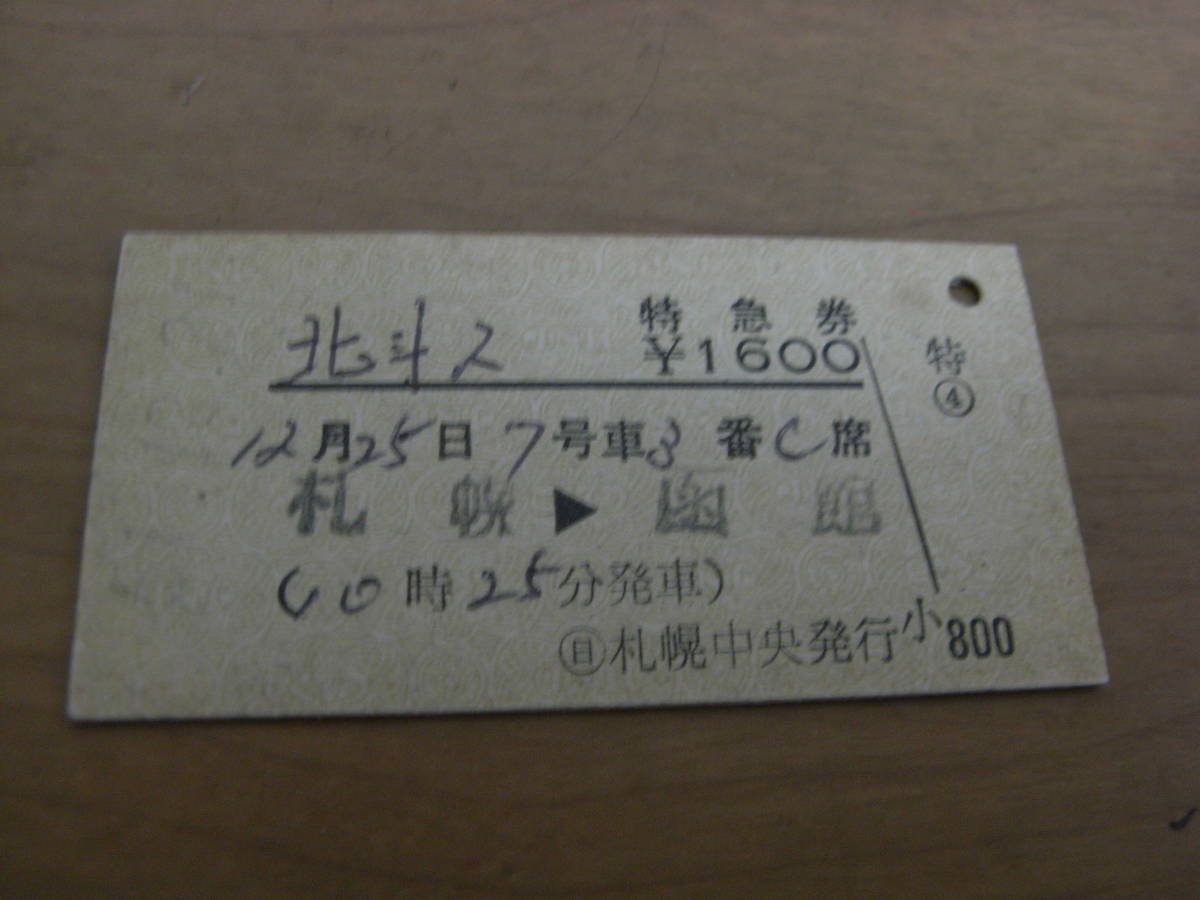 北斗2
特急券
¥1600
12月25日 7号車3番C席
札幌▶函館
(10時25分発車)
㊐札幌中央発行
特
④
小800